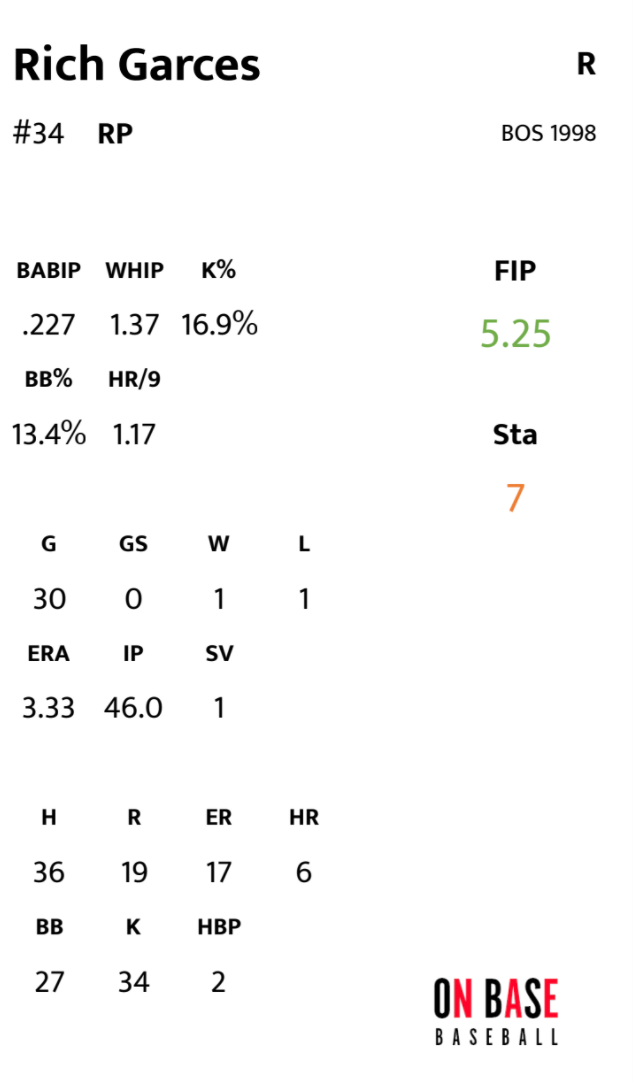 Rich Garces R
#34 RP BOS 1998
BABIP WHIP K% FIP
.227 1.37 16.9% 5.25
BB% HR/9
13.4% 1.17 Sta
7
G GS W L
30 0 1 1
ERA IP SV
3.33 46.0 1
H R ER HR
36 19 17 6
BB K HBP
27 34 2
ON BASE
BASEBALL